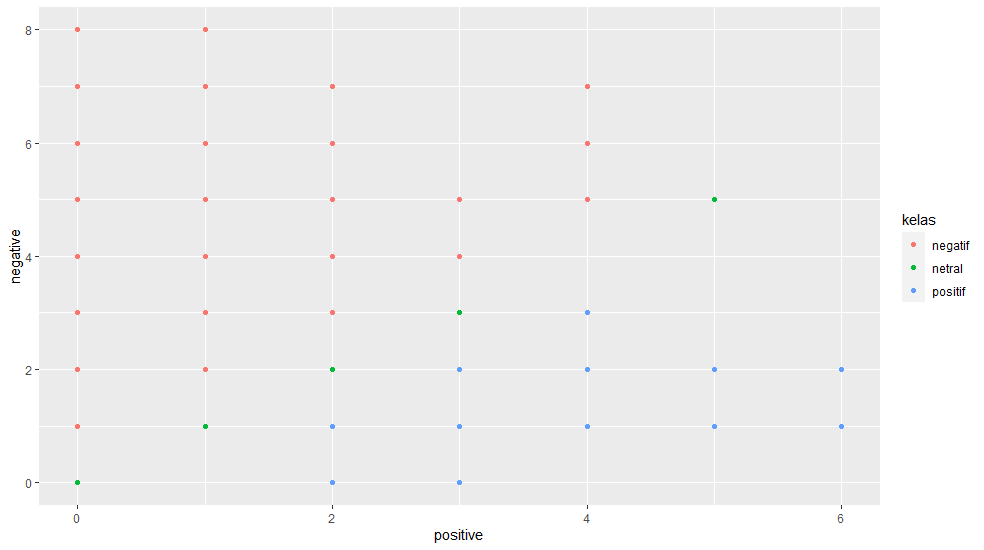 8
6
4
2
0
negative
0
2
4
6
positive
kelas
negatif
netral
positif